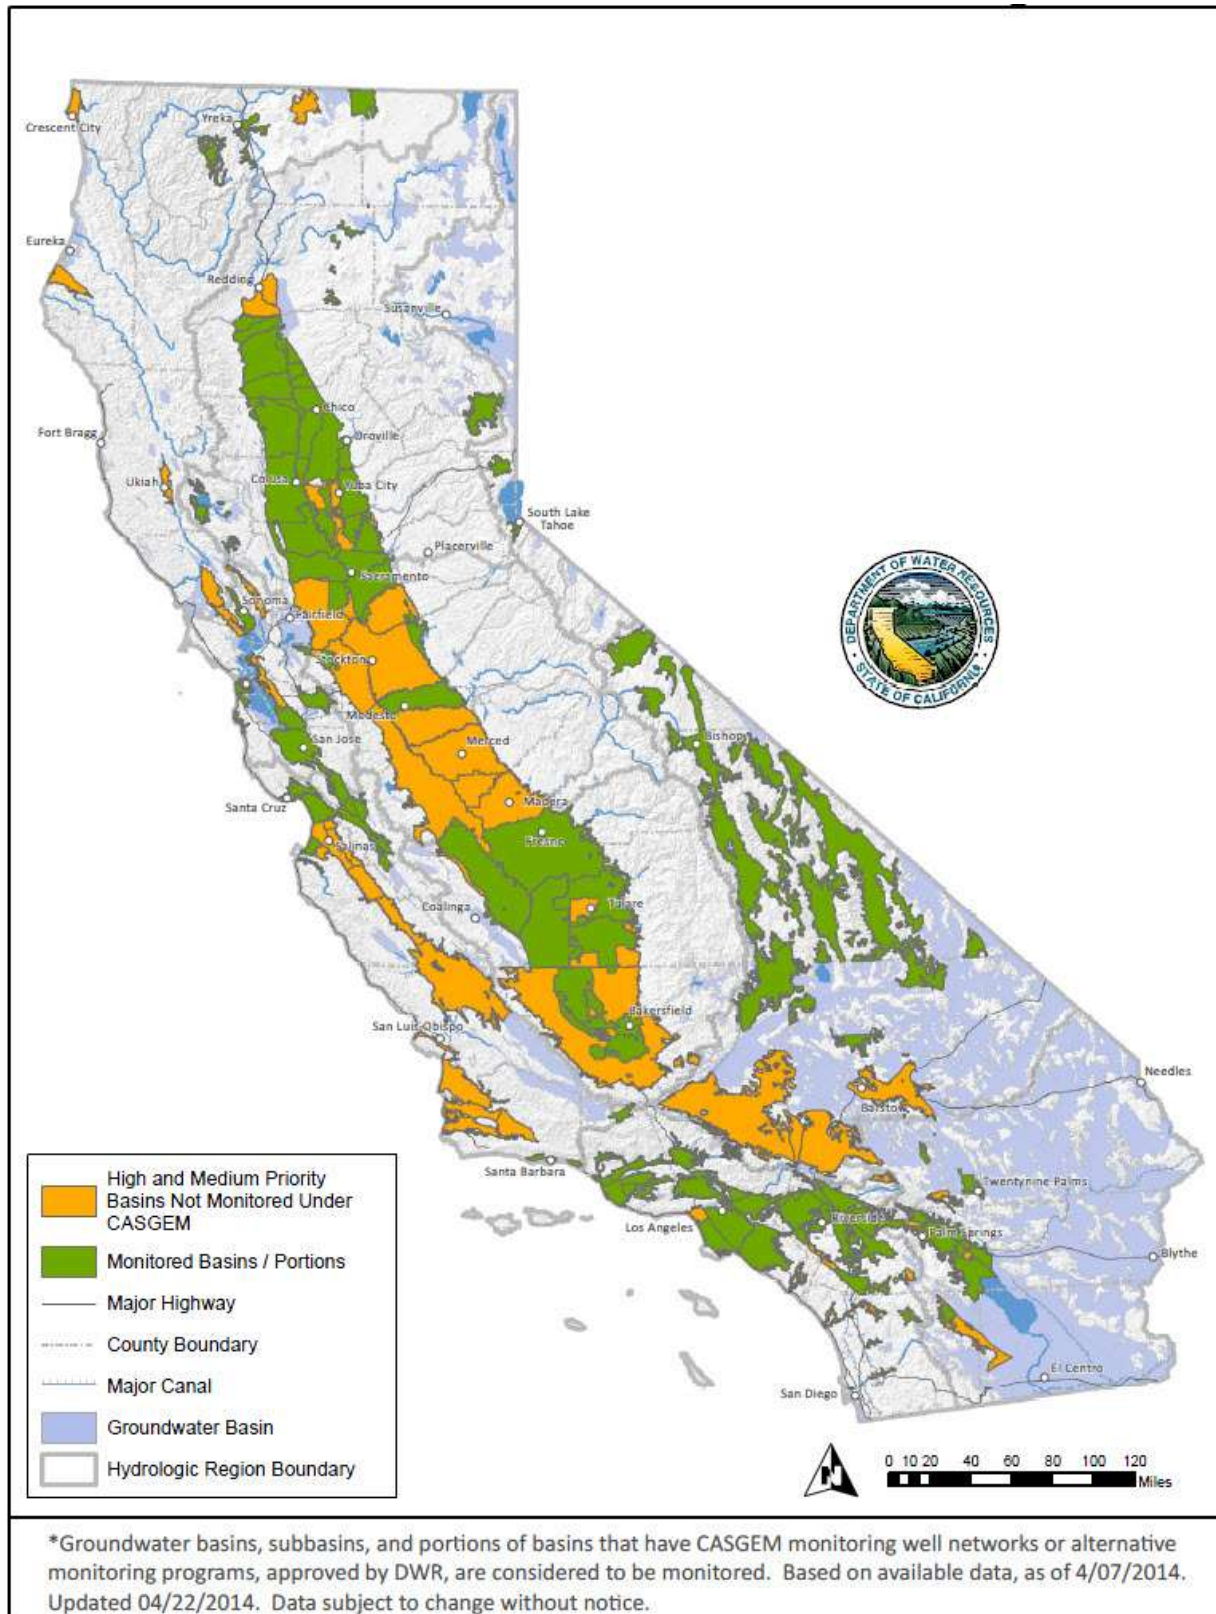 Crescent City
Yreka
Eureka
Redding
Susanville
Chico
Fort Bragg
Oroville
Ukiah
Colusa
Yuba City
South Lake
Tahoe
Placerville
Sacramento
Sonoma
Fairfield
DEPARTMENT OF WATER RESOURCES
STATE OF CALIFORNIA
Stockton
Modesto
San Jose
Merced
Bishop
Santa Cruz
Madera
Salinas
Fresno
Coalinga
Tulare
San Luis Obispo
Bakersfield
Needles
Barstow
Santa Barbara
Twentynine Palms
Los Angeles
Riverside
Palm Springs
Blythe
El Centro
San Diego
High and Medium Priority
Basins Not Monitored Under
CASGEM
Monitored Basins / Portions
Major Highway
County Boundary
Major Canal
Groundwater Basin
Hydrologic Region Boundary
N
0 10 20 40 60 80 100 120
Miles
*Groundwater basins, subbasins, and portions of basins that have CASGEM monitoring well networks or alternative
monitoring programs, approved by DWR, are considered to be monitored. Based on available data, as of 4/07/2014.
Updated 04/22/2014. Data subject to change without notice.